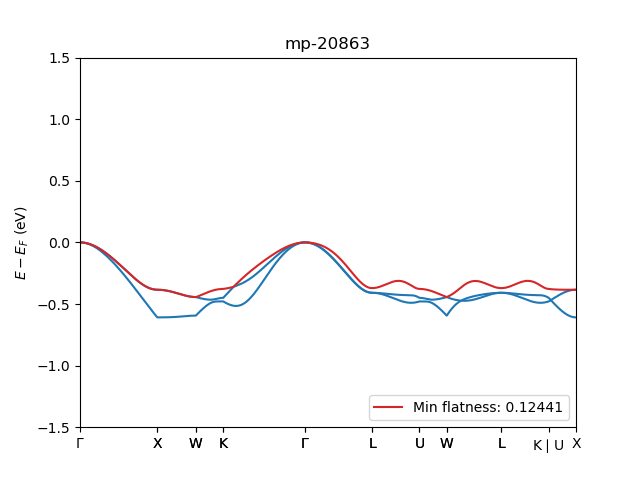 mp-20863
E − E_F (eV)
1.5
1.0
0.5
0.0
−0.5
−1.0
−1.5
Min flatness: 0.12441
Γ X W K Γ L U W L K | U X